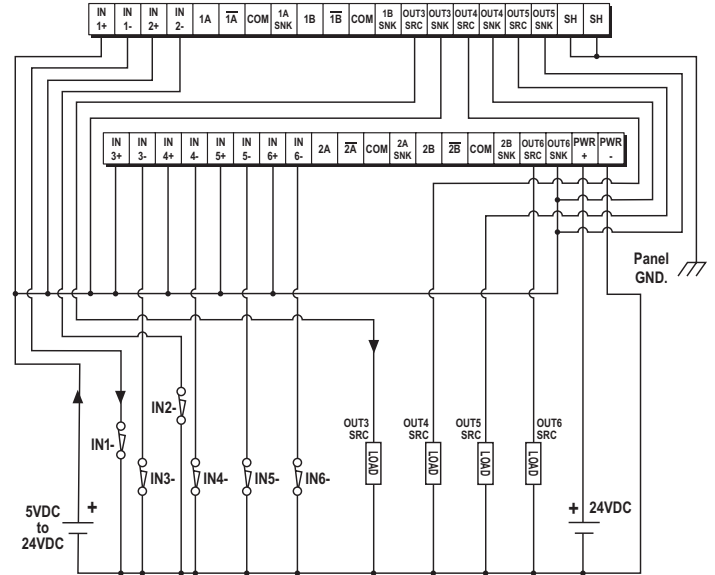 IN 1+ IN 1- IN 2+ IN 2- 1A 1̅A̅ COM 1A SNK 1B 1̅B̅ COM 1B SNK OUT3 SRC OUT3 SNK OUT4 SRC OUT4 SNK OUT5 SRC OUT5 SNK SH SH
IN 3+ IN 3- IN 4+ IN 4- IN 5+ IN 5- IN 6+ IN 6- 2A 2̅A̅ COM 2A SNK 2B 2̅B̅ COM 2B SNK OUT6 SRC OUT6 SNK PWR + PWR -
Panel
GND.
IN2-
IN1-
OUT3
SRC
OUT4
SRC
OUT5
SRC
OUT6
SRC
LOAD
LOAD
LOAD
LOAD
IN3-
IN4-
IN5-
IN6-
5VDC
to
24VDC
+
+
24VDC